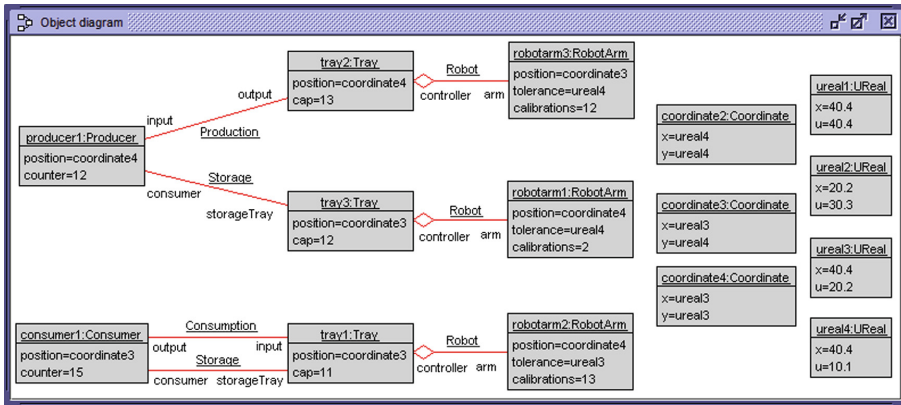 Object diagram
tray2:Tray
position=coordinate4
cap=13
robotarm3:RobotArm
position=coordinate3
tolerance=ureal4
calibrations=12
Robot
controller
arm
output
input
Production
producer1:Producer
position=coordinate4
counter=12
Storage
consumer
storageTray
tray3:Tray
position=coordinate3
cap=12
Robot
controller
arm
robotarm1:RobotArm
position=coordinate4
tolerance=ureal4
calibrations=2
consumer1:Consumer
position=coordinate3
counter=15
Consumption
output
input
Storage
consumer
storageTray
tray1:Tray
position=coordinate3
cap=11
Robot
controller
arm
robotarm2:RobotArm
position=coordinate4
tolerance=ureal3
calibrations=13
coordinate2:Coordinate
x=ureal4
y=ureal4
coordinate3:Coordinate
x=ureal3
y=ureal4
coordinate4:Coordinate
x=ureal3
y=ureal3
ureal1:UReal
x=40.4
u=40.4
ureal2:UReal
x=20.2
u=30.3
ureal3:UReal
x=40.4
u=20.2
ureal4:UReal
x=40.4
u=10.1